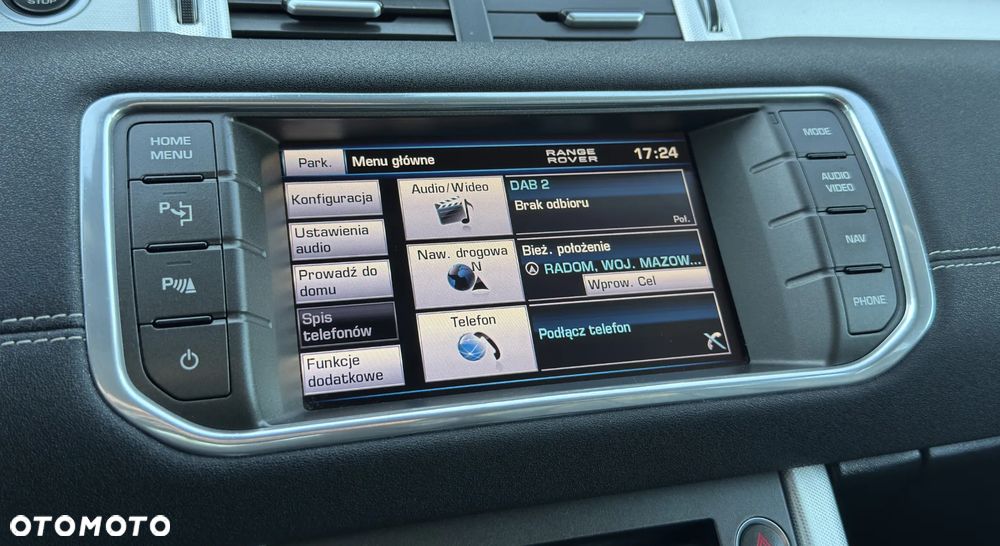 STOP
HOME
MENU
P
P
MODE
AUDIO
VIDEO
NAV
PHONE
Park.
Menu główne
RANGE
ROVER
17:24
Konfiguracja
Ustawienia
audio
Prowadź do
domu
Spis
telefonów
Funkcje
dodatkowe
Audio/Wideo
DAB 2
Brak odbioru
Poł.
Naw. drogowa
N
Bież. położenie
RADOM, WOJ. MAZOW...
Wprow. Cel
Telefon
Podłącz telefon
OTOMOTO